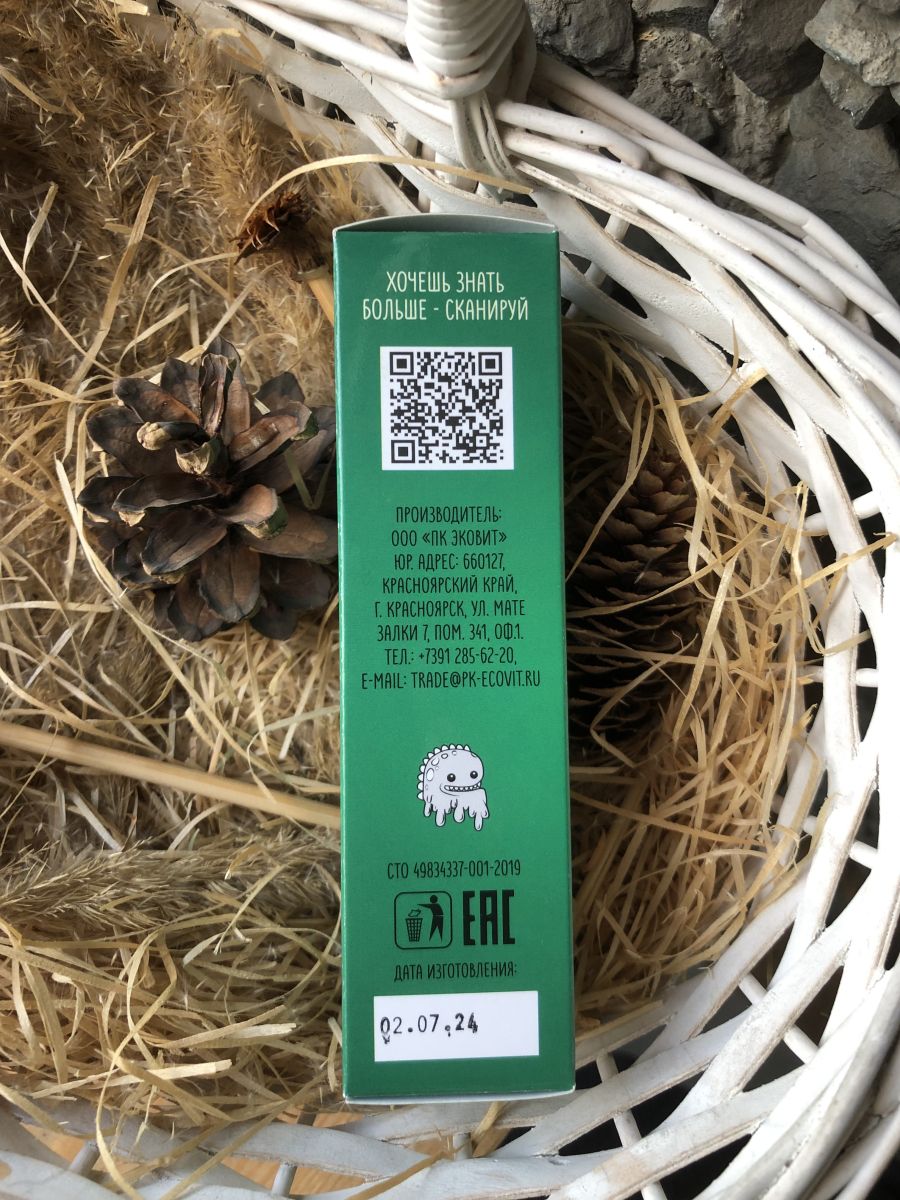 ХОЧЕШЬ ЗНАТЬ
БОЛЬШЕ - СКАНИРУЙ
ПРОИЗВОДИТЕЛЬ:
ООО «ПК ЭКОВИТ»
ЮР. АДРЕС: 660127,
КРАСНОЯРСКИЙ КРАЙ,
Г. КРАСНОЯРСК, УЛ. МАТЕ
ЗАЛКИ 7, ПОМ. 341, ОФ.1.
ТЕЛ.: +7391 285-62-20,
E-MAIL: TRADE@PK-ECOVIT.RU
СТО 49834337-001-2019
EAC
ДАТА ИЗГОТОВЛЕНИЯ:
02.07.24